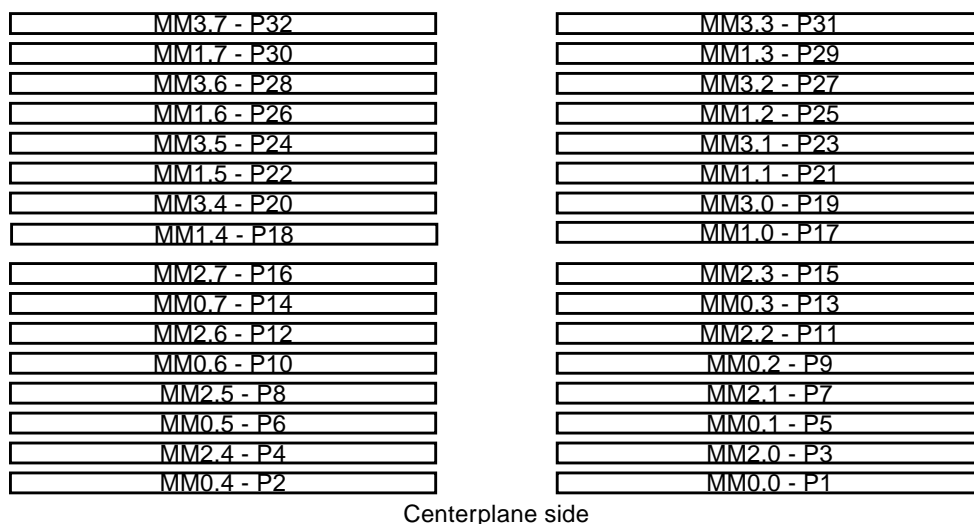 MM3.7 - P32
MM3.3 - P31
MM1.7 - P30
MM1.3 - P29
MM3.6 - P28
MM3.2 - P27
MM1.6 - P26
MM1.2 - P25
MM3.5 - P24
MM3.1 - P23
MM1.5 - P22
MM1.1 - P21
MM3.4 - P20
MM3.0 - P19
MM1.4 - P18
MM1.0 - P17
MM2.7 - P16
MM2.3 - P15
MM0.7 - P14
MM0.3 - P13
MM2.6 - P12
MM2.2 - P11
MM0.6 - P10
MM0.2 - P9
MM2.5 - P8
MM2.1 - P7
MM0.5 - P6
MM0.1 - P5
MM2.4 - P4
MM2.0 - P3
MM0.4 - P2
MM0.0 - P1
Centerplane side